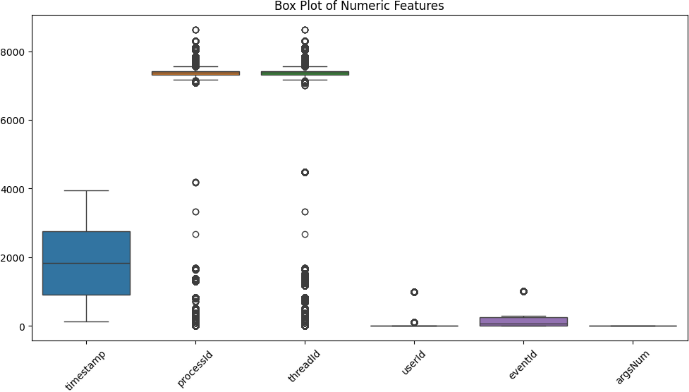 Box Plot of Numeric Features
8000
6000
4000
2000
0
timestamp
processId
threadId
userId
eventId
argsNum